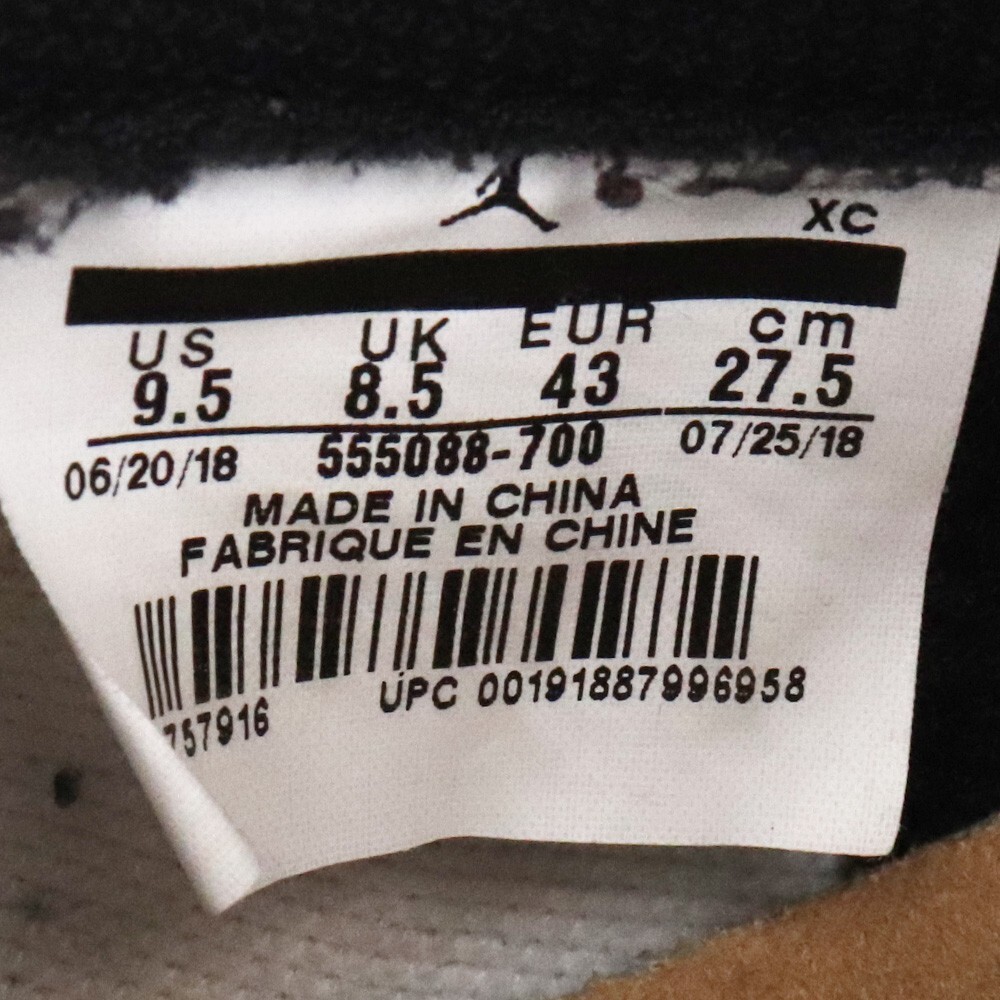 XC
US UK EUR cm
9.5 8.5 43 27.5
06/20/18 555088-700 07/25/18
MADE IN CHINA
FABRIQUE EN CHINE
UPC 00191887996958
757916